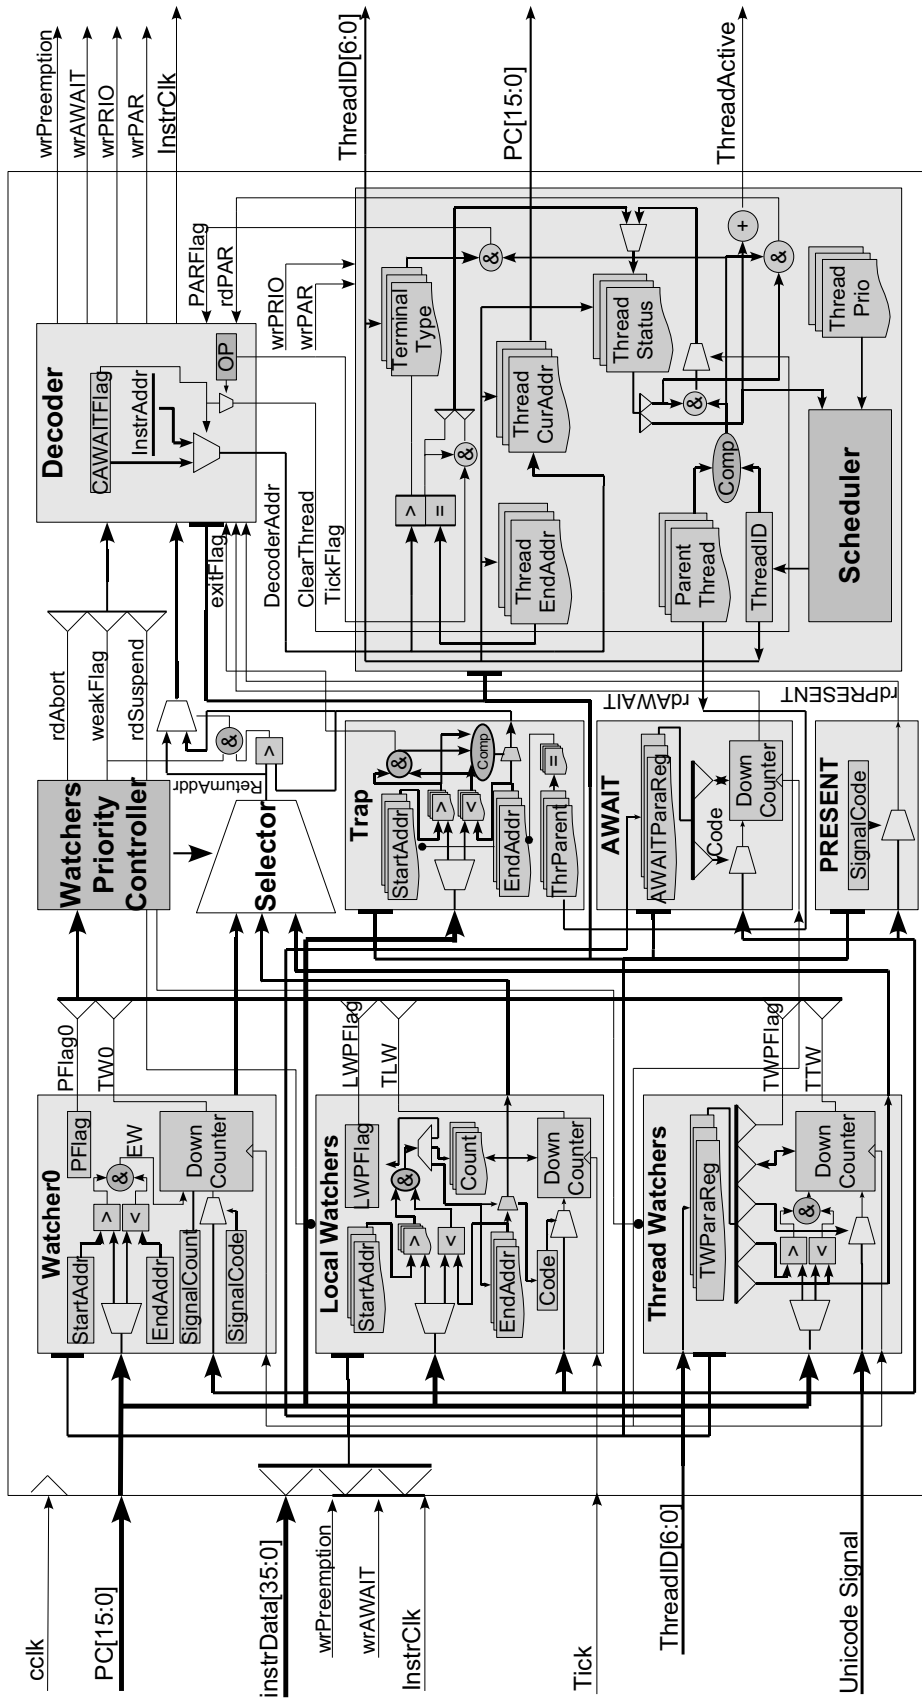 cclk
PC[15:0]
instrData[35:0]
wrPreemption
wrAWAIT
InstrClk
Tick
ThreadID[6:0]
Unicode Signal
Watcher0
StartAddr
EndAddr
SignalCount
SignalCode
PFlag
>
<
&
EW
Down
Counter
PFlag0
TW0
Local Watchers
StartAddr
LWPFlag
>
<
&
Count
EndAddr
Code
Down
Counter
LWPFlag
TLW
Thread Watchers
TWParaReg
>
<
&
Down
Counter
TWPFlag
TTW
Watchers
Priority
Controller
Selector
rdAbort
weakFlag
rdSuspend
ReturnAddr
&
>
Trap
StartAddr
>
<
&
Comp
EndAddr
ThrParent
=
AWAIT
AWAITParaReg
Code
Down
Counter
rdAWAIT
PRESENT
SignalCode
rdPRESENT
Decoder
CAWAITFlag
InstrAddr
OP
exitFlag
DecoderAddr
ClearThread
TickFlag
PARFlag
rdPAR
wrPRIO
wrPAR
Terminal
Type
>
=
&
&
Thread
EndAddr
Thread
CurAddr
Thread
Status
&
Comp
Parent
Thread
ThreadID
Scheduler
Thread
Prio
&
+
wrPreemption
wrAWAIT
wrPRIO
wrPAR
InstrClk
ThreadID[6:0]
PC[15:0]
ThreadActive